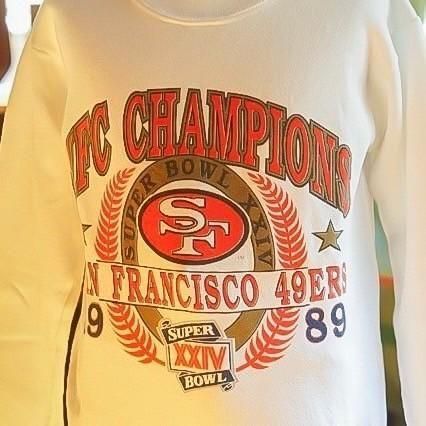 FC CHAMPIONS
SUPER BOWL XXIV
SF
N FRANCISCO 49ERS
9 89
SUPER
XXIV
BOWL